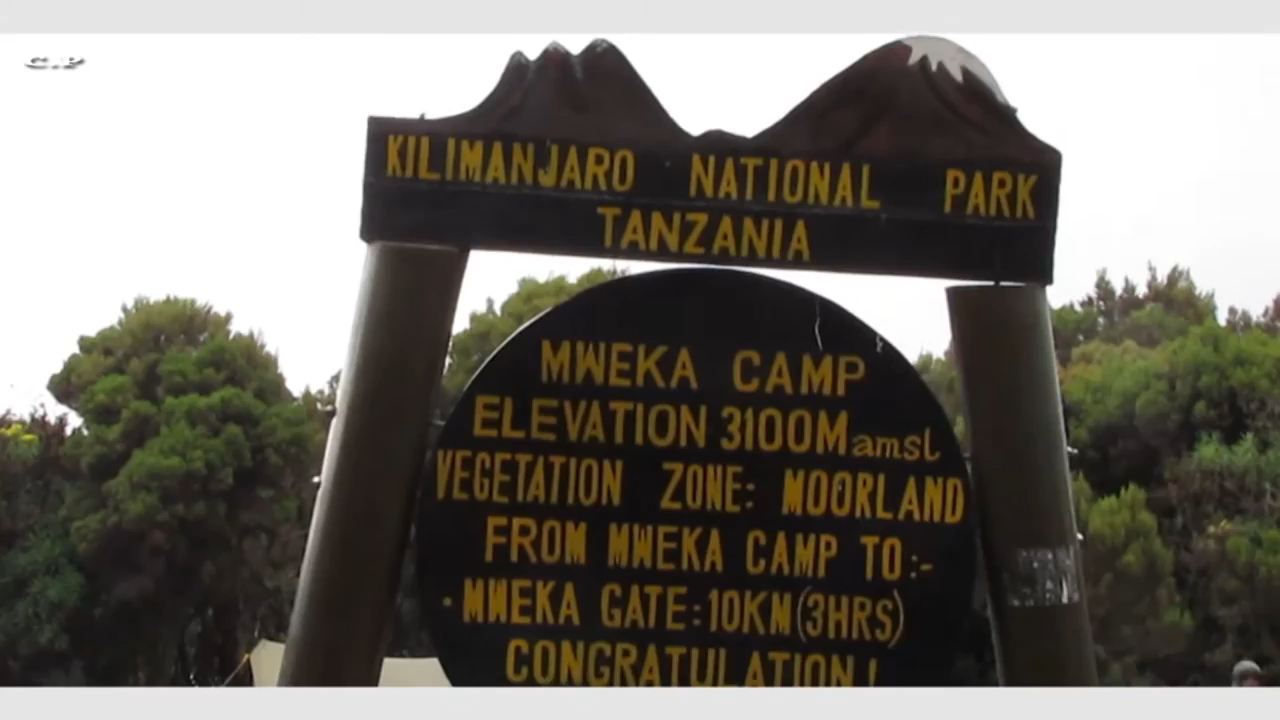 C.P
KILIMANJARO NATIONAL PARK
TANZANIA
MWEKA CAMP
ELEVATION 3100M amsl
VEGETATION ZONE: MOORLAND
FROM MWEKA CAMP TO:-
• MWEKA GATE: 10KM (3HRS)
CONGRATULATION!